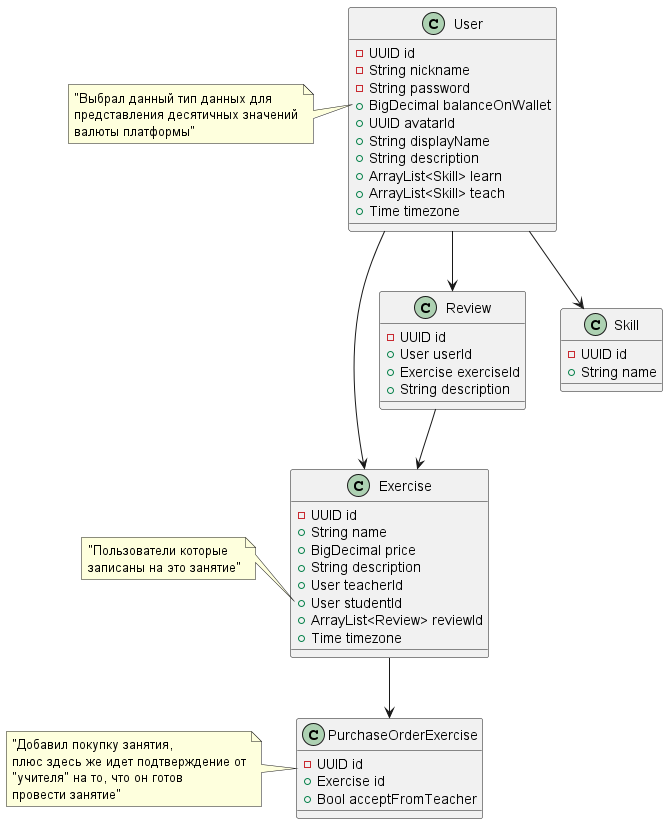 C User
UUID id
String nickname
String password
BigDecimal balanceOnWallet
UUID avatarId
String displayName
String description
ArrayList<Skill> learn
ArrayList<Skill> teach
Time timezone
"Выбрал данный тип данных для
представления десятичных значений
валюты платформы"
C Review
UUID id
User userId
Exercise exerciseId
String description
C Skill
UUID id
String name
C Exercise
UUID id
String name
BigDecimal price
String description
User teacherId
User studentId
ArrayList<Review> reviewId
Time timezone
"Пользователи которые
записаны на это занятие"
C PurchaseOrderExercise
UUID id
Exercise id
Bool acceptFromTeacher
"Добавил покупку занятия,
плюс здесь же идет подтверждение от
"учителя" на то, что он готов
провести занятие"